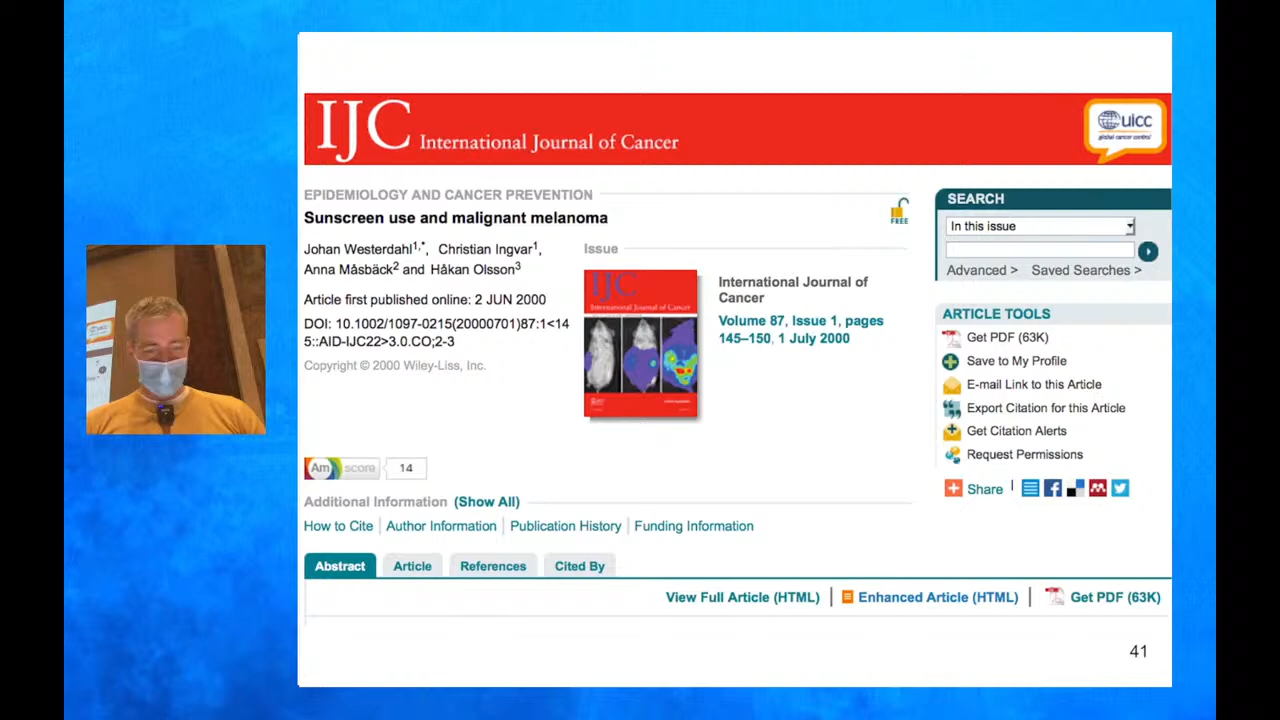 IJC International Journal of Cancer
uicc
global cancer control
EPIDEMIOLOGY AND CANCER PREVENTION
Sunscreen use and malignant melanoma
FREE
Johan Westerdahl1,*, Christian Ingvar1,
Anna Måsbäck2 and Håkan Olsson3
Article first published online: 2 JUN 2000
DOI: 10.1002/1097-0215(20000701)87:1<14
5::AID-IJC22>3.0.CO;2-3
Copyright © 2000 Wiley-Liss, Inc.
Issue
IJC
International Journal of Cancer
International Journal of
Cancer
Volume 87, Issue 1, pages
145–150, 1 July 2000
SEARCH
In this issue
Advanced > Saved Searches >
ARTICLE TOOLS
Get PDF (63K)
Save to My Profile
E-mail Link to this Article
Export Citation for this Article
Get Citation Alerts
Request Permissions
Share
Am score 14
Additional Information (Show All)
How to Cite Author Information Publication History Funding Information
Abstract Article References Cited By
View Full Article (HTML) Enhanced Article (HTML) Get PDF (63K)
41